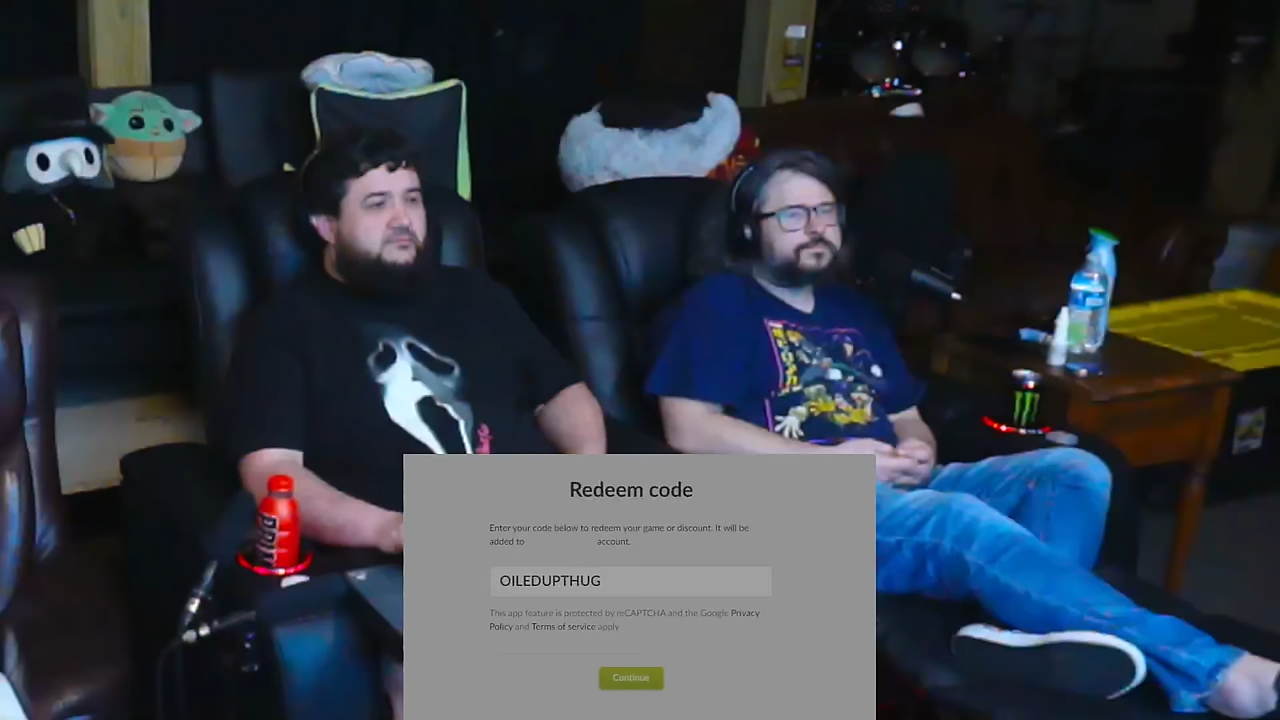 Redeem code
Enter your code below to redeem your game or discount. It will be
added to account.
OILEDUPTHUG
This app feature is protected by reCAPTCHA and the Google Privacy
Policy and Terms of service apply
Continue